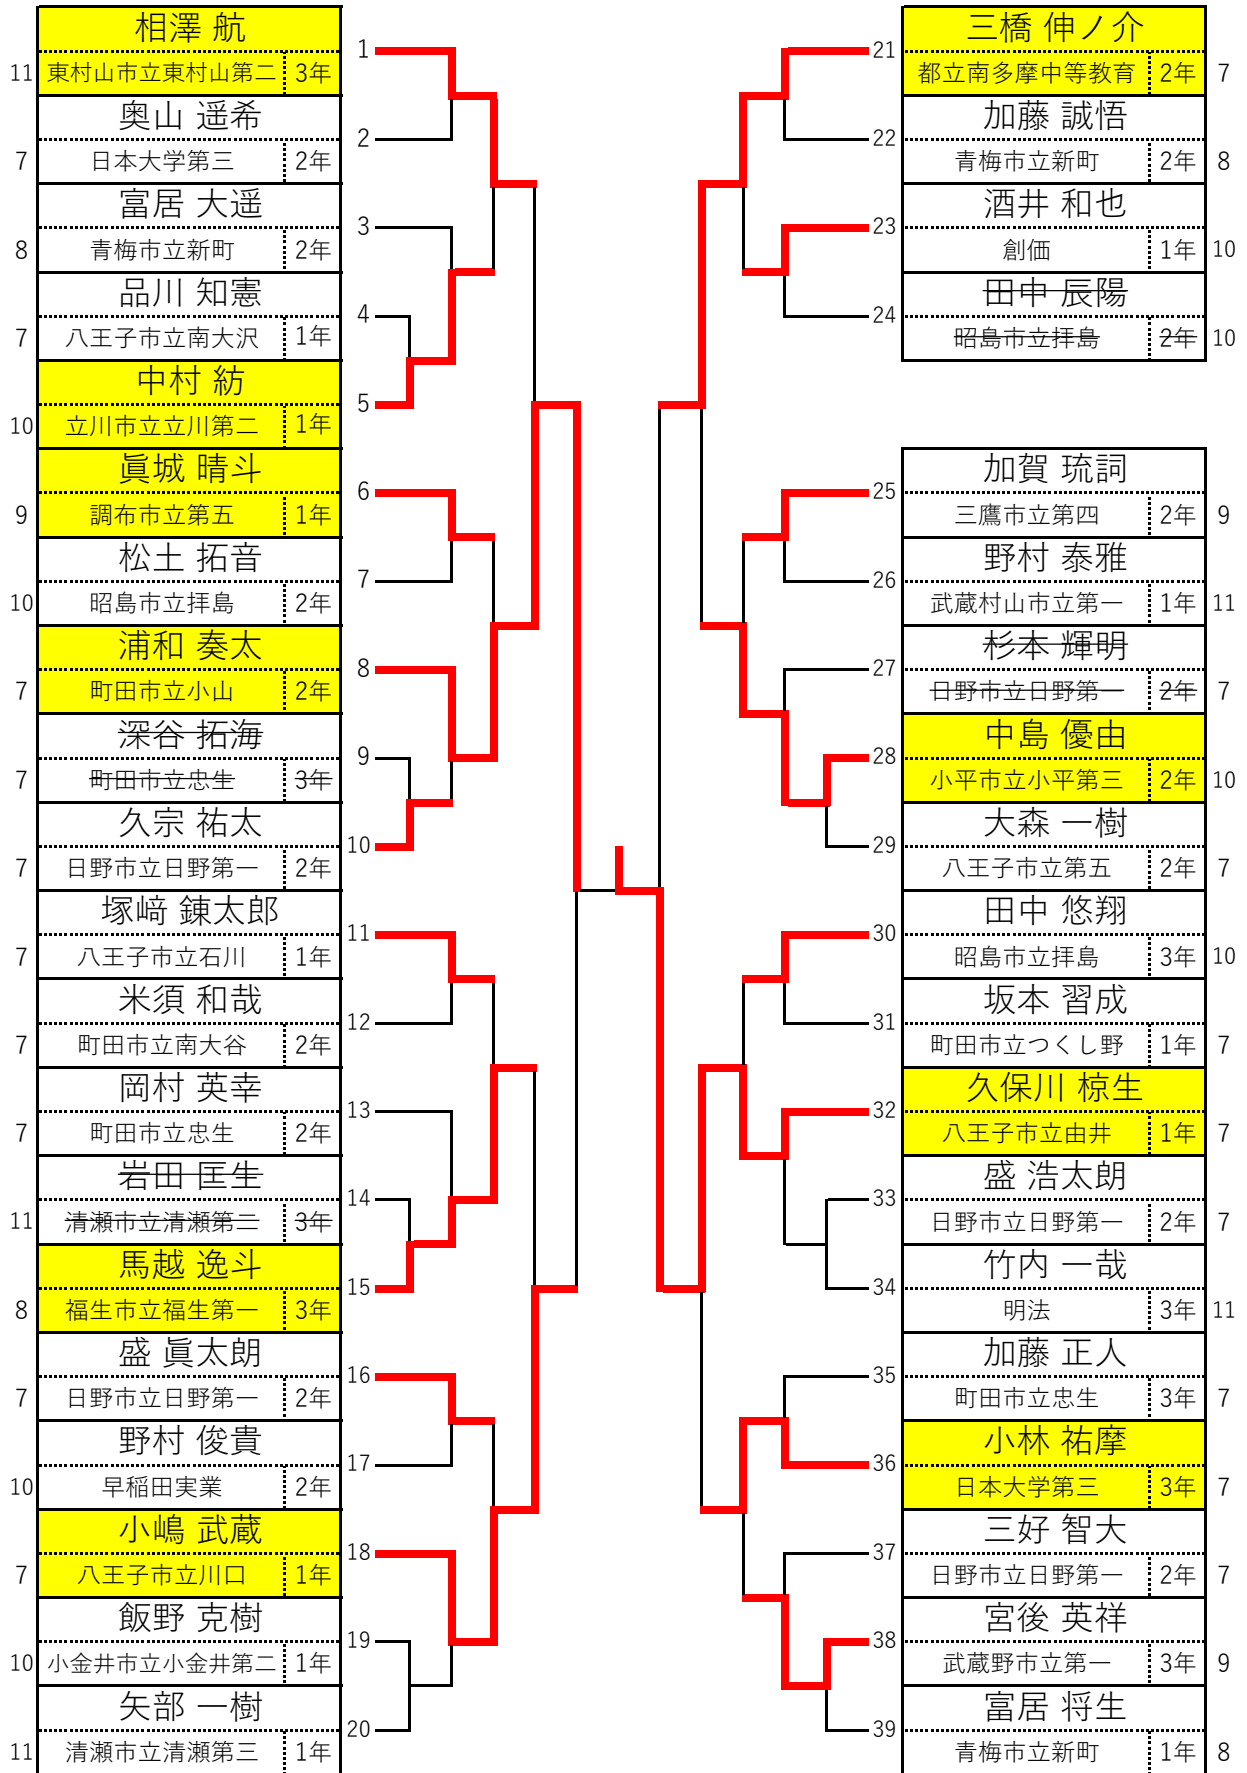 相澤 航
1
11 東村山市立東村山第二 3年
奥山 遥希
2
7 日本大学第三 2年
富居 大遥
3
8 青梅市立新町 2年
品川 知憲
4
7 八王子市立南大沢 1年
中村 紡
5
10 立川市立立川第二 1年
眞城 晴斗
6
9 調布市立第五 1年
松土 拓音
7
10 昭島市立拝島 2年
浦和 奏太
8
7 町田市立小山 2年
深谷 拓海
9
7 町田市立忠生 3年
久宗 祐太
10
7 日野市立日野第一 2年
塚﨑 錬太郎
11
7 八王子市立石川 1年
米須 和哉
12
7 町田市立南大谷 2年
岡村 英幸
13
7 町田市立忠生 2年
岩田 匡生
14
11 清瀬市立清瀬第二 3年
馬越 逸斗
15
8 福生市立福生第一 3年
盛 眞太朗
16
7 日野市立日野第一 2年
野村 俊貴
17
10 早稲田実業 2年
小嶋 武蔵
18
7 八王子市立川口 1年
飯野 克樹
19
10 小金井市立小金井第二 1年
矢部 一樹
20
11 清瀬市立清瀬第三 1年
三橋 伸ノ介
21
都立南多摩中等教育 2年 7
加藤 誠悟
22
青梅市立新町 2年 8
酒井 和也
23
創価 1年 10
田中 辰陽
24
昭島市立拝島 2年 10
加賀 琉詞
25
三鷹市立第四 2年 9
野村 泰雅
26
武蔵村山市立第一 1年 11
杉本 輝明
27
日野市立日野第一 2年 7
中島 優由
28
小平市立小平第三 2年 10
大森 一樹
29
八王子市立第五 2年 7
田中 悠翔
30
昭島市立拝島 3年 10
坂本 習成
31
町田市立つくし野 1年 7
久保川 椋生
32
八王子市立由井 1年 7
盛 浩太朗
33
日野市立日野第一 2年 7
竹内 一哉
34
明法 3年 11
加藤 正人
35
町田市立忠生 3年 7
小林 祐摩
36
日本大学第三 3年 7
三好 智大
37
日野市立日野第一 2年 7
宮後 英祥
38
武蔵野市立第一 3年 9
富居 将生
39
青梅市立新町 1年 8